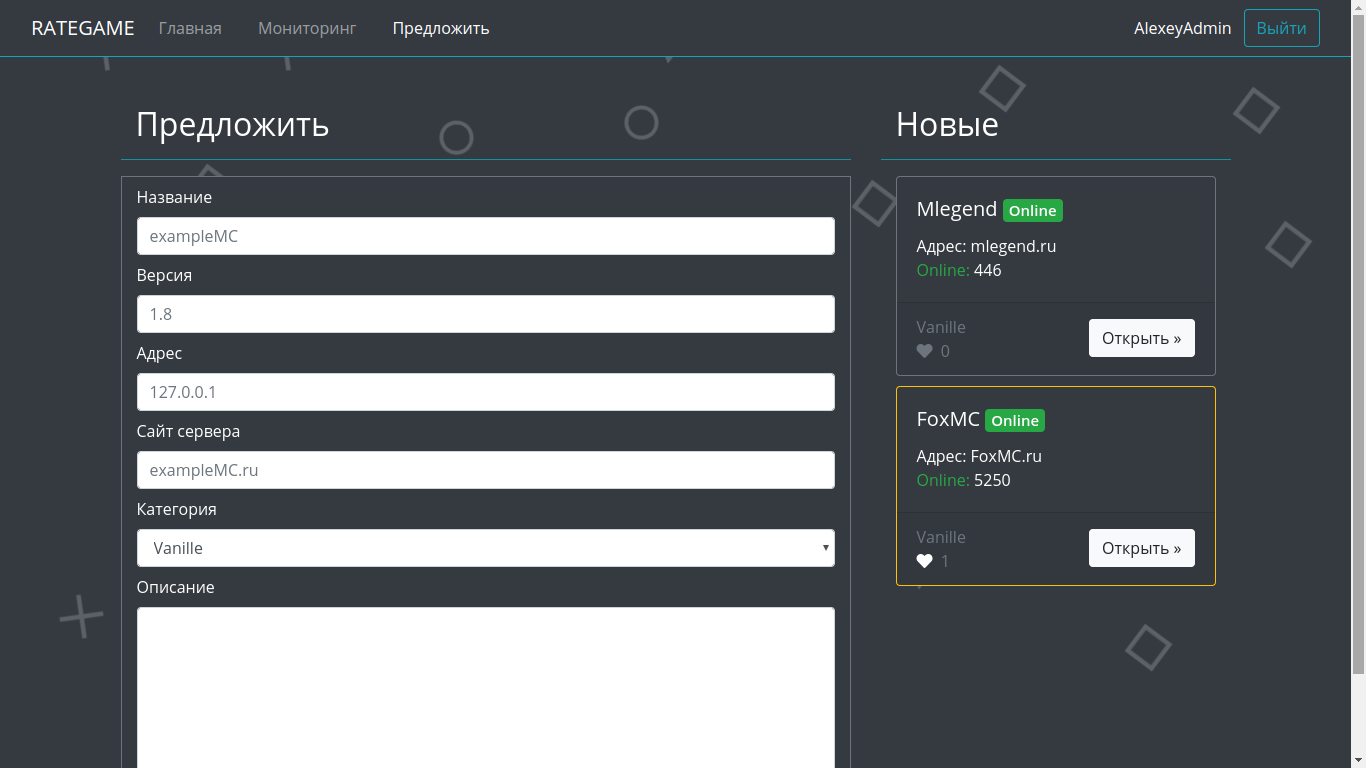 RATEGAME Главная Мониторинг Предложить AlexeyAdmin Выйти
Предложить
Название
exampleMC
Версия
1.8
Адрес
127.0.0.1
Сайт сервера
exampleMC.ru
Категория
Vanille
Описание
Новые
Mlegend Online
Адрес: mlegend.ru
Online: 446
Vanille
0
Открыть »
FoxMC Online
Адрес: FoxMC.ru
Online: 5250
Vanille
1
Открыть »